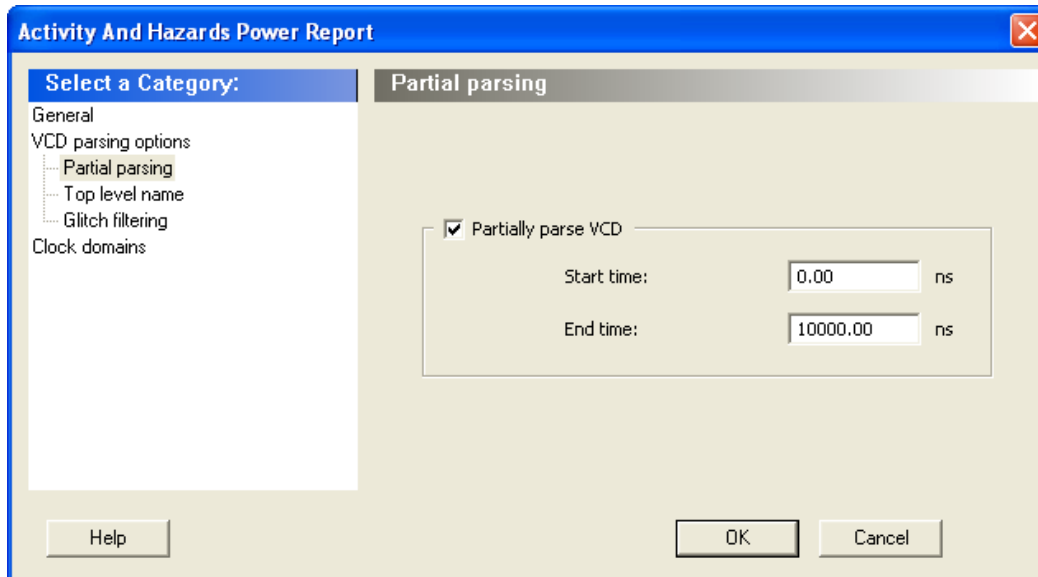 Activity And Hazards Power Report
Select a Category:
General
VCD parsing options
Partial parsing
Top level name
Glitch filtering
Clock domains
Partial parsing
Partially parse VCD
Start time: 0.00 ns
End time: 10000.00 ns
Help
OK
Cancel